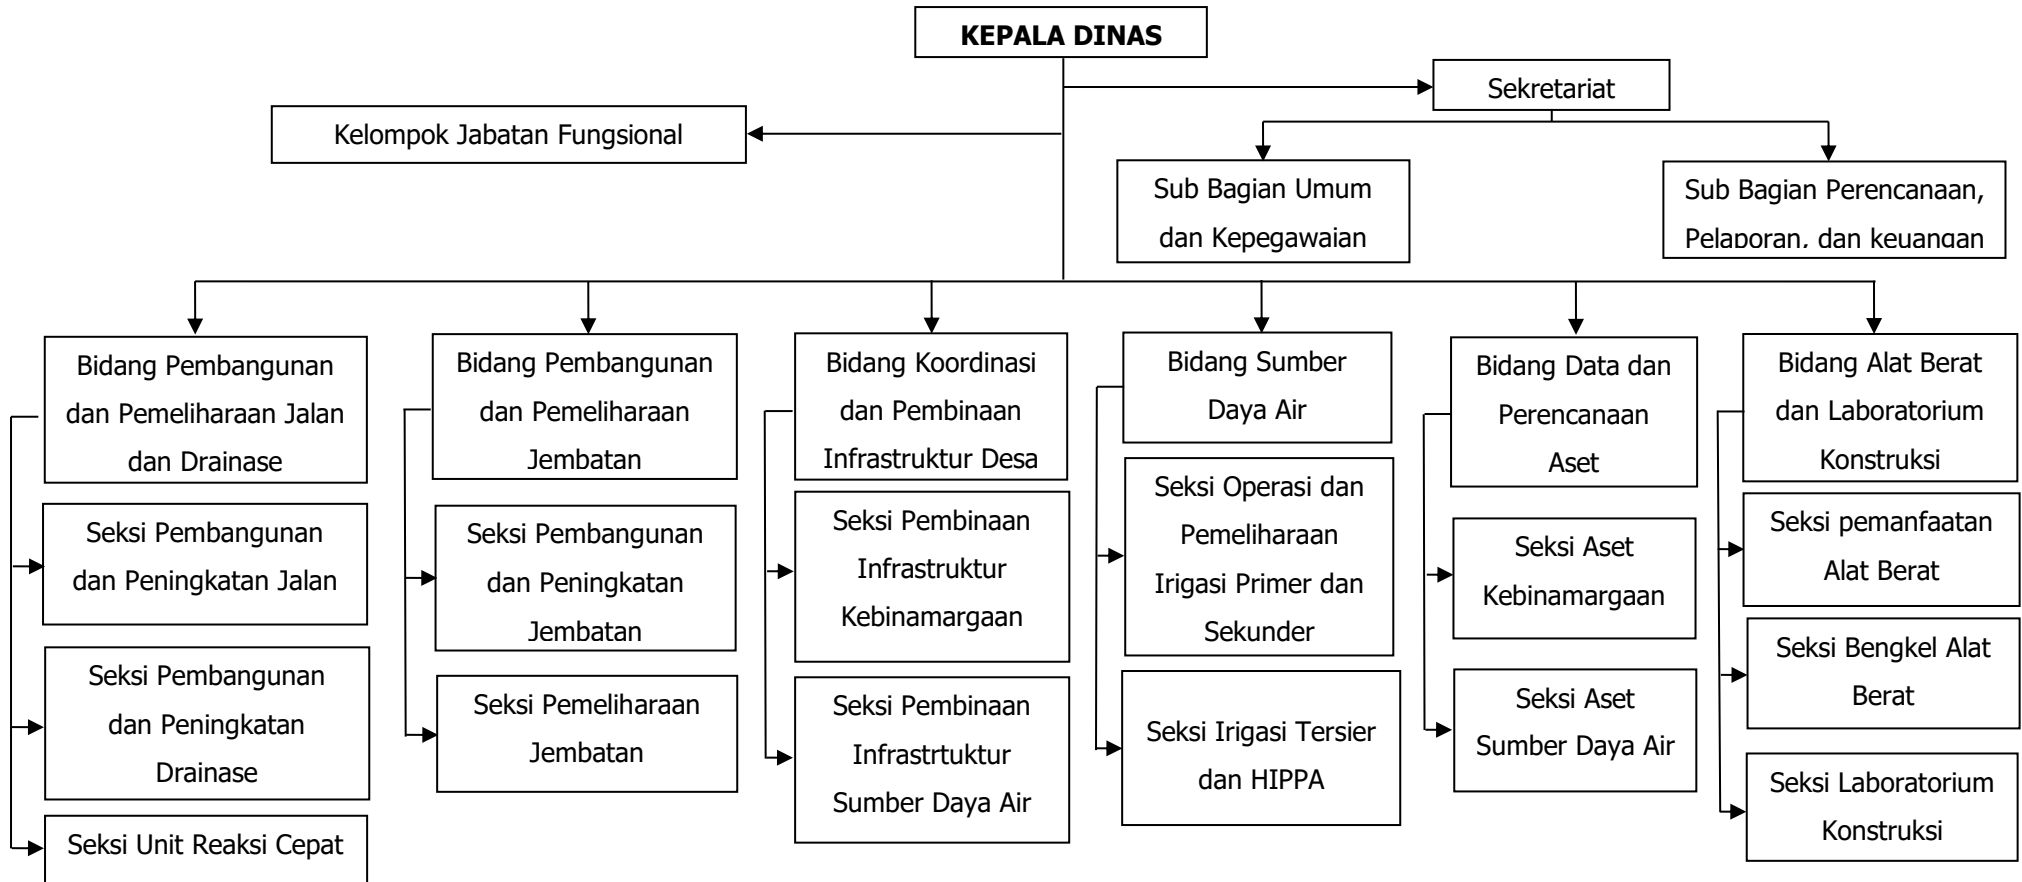 KEPALA DINAS
Sekretariat
Kelompok Jabatan Fungsional
Sub Bagian Umum
dan Kepegawaian
Sub Bagian Perencanaan,
Pelaporan, dan keuangan
Bidang Pembangunan
dan Pemeliharaan Jalan
dan Drainase
Seksi Pembangunan
dan Peningkatan Jalan
Seksi Pembangunan
dan Peningkatan
Drainase
Seksi Unit Reaksi Cepat
Bidang Pembangunan
dan Pemeliharaan
Jembatan
Seksi Pembangunan
dan Peningkatan
Jembatan
Seksi Pemeliharaan
Jembatan
Bidang Koordinasi
dan Pembinaan
Infrastruktur Desa
Seksi Pembinaan
Infrastruktur
Kebinamargaan
Seksi Pembinaan
Infrastrtuktur
Sumber Daya Air
Bidang Sumber
Daya Air
Seksi Operasi dan
Pemeliharaan
Irigasi Primer dan
Sekunder
Seksi Irigasi Tersier
dan HIPPA
Bidang Data dan
Perencanaan
Aset
Seksi Aset
Kebinamargaan
Seksi Aset
Sumber Daya Air
Bidang Alat Berat
dan Laboratorium
Konstruksi
Seksi pemanfaatan
Alat Berat
Seksi Bengkel Alat
Berat
Seksi Laboratorium
Konstruksi